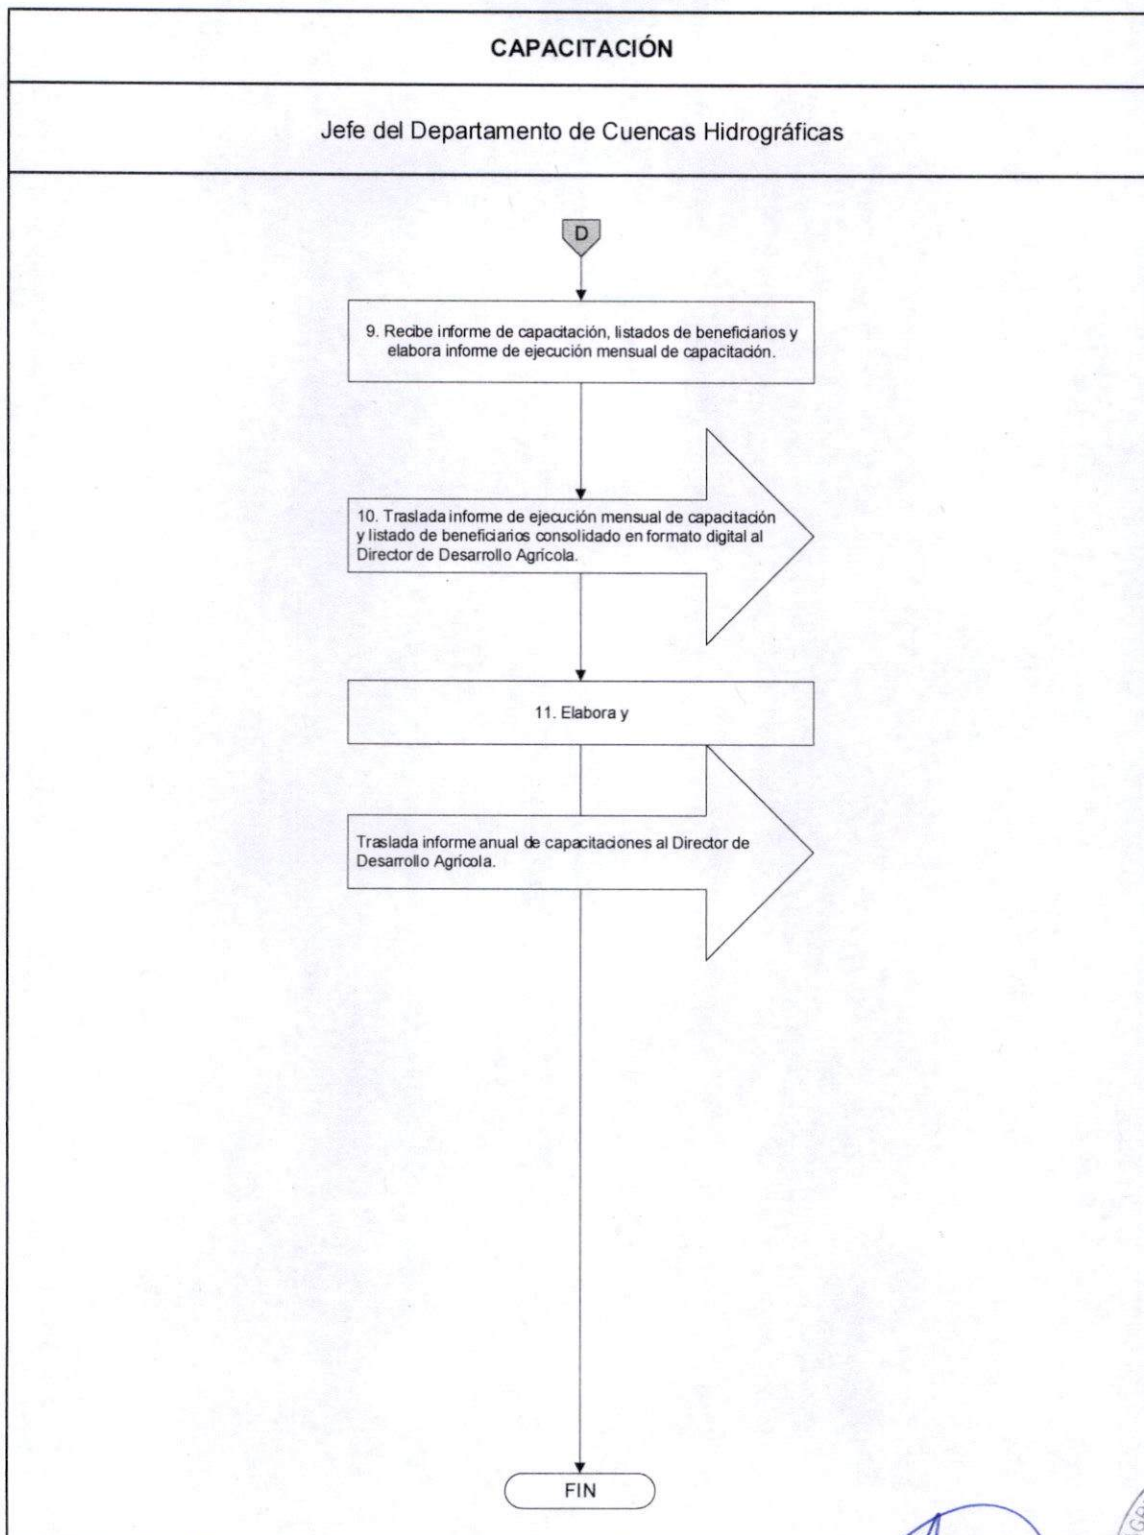 CAPACITACIÓN
Jefe del Departamento de Cuencas Hidrográficas
D
9. Recibe informe de capacitación, listados de beneficiarios y
elabora informe de ejecución mensual de capacitación.
10. Traslada informe de ejecución mensual de capacitación
y listado de beneficiarios consolidado en formato digital al
Director de Desarrollo Agrícola.
11. Elabora y
Traslada informe anual de capacitaciones al Director de
Desarrollo Agrícola.
FIN